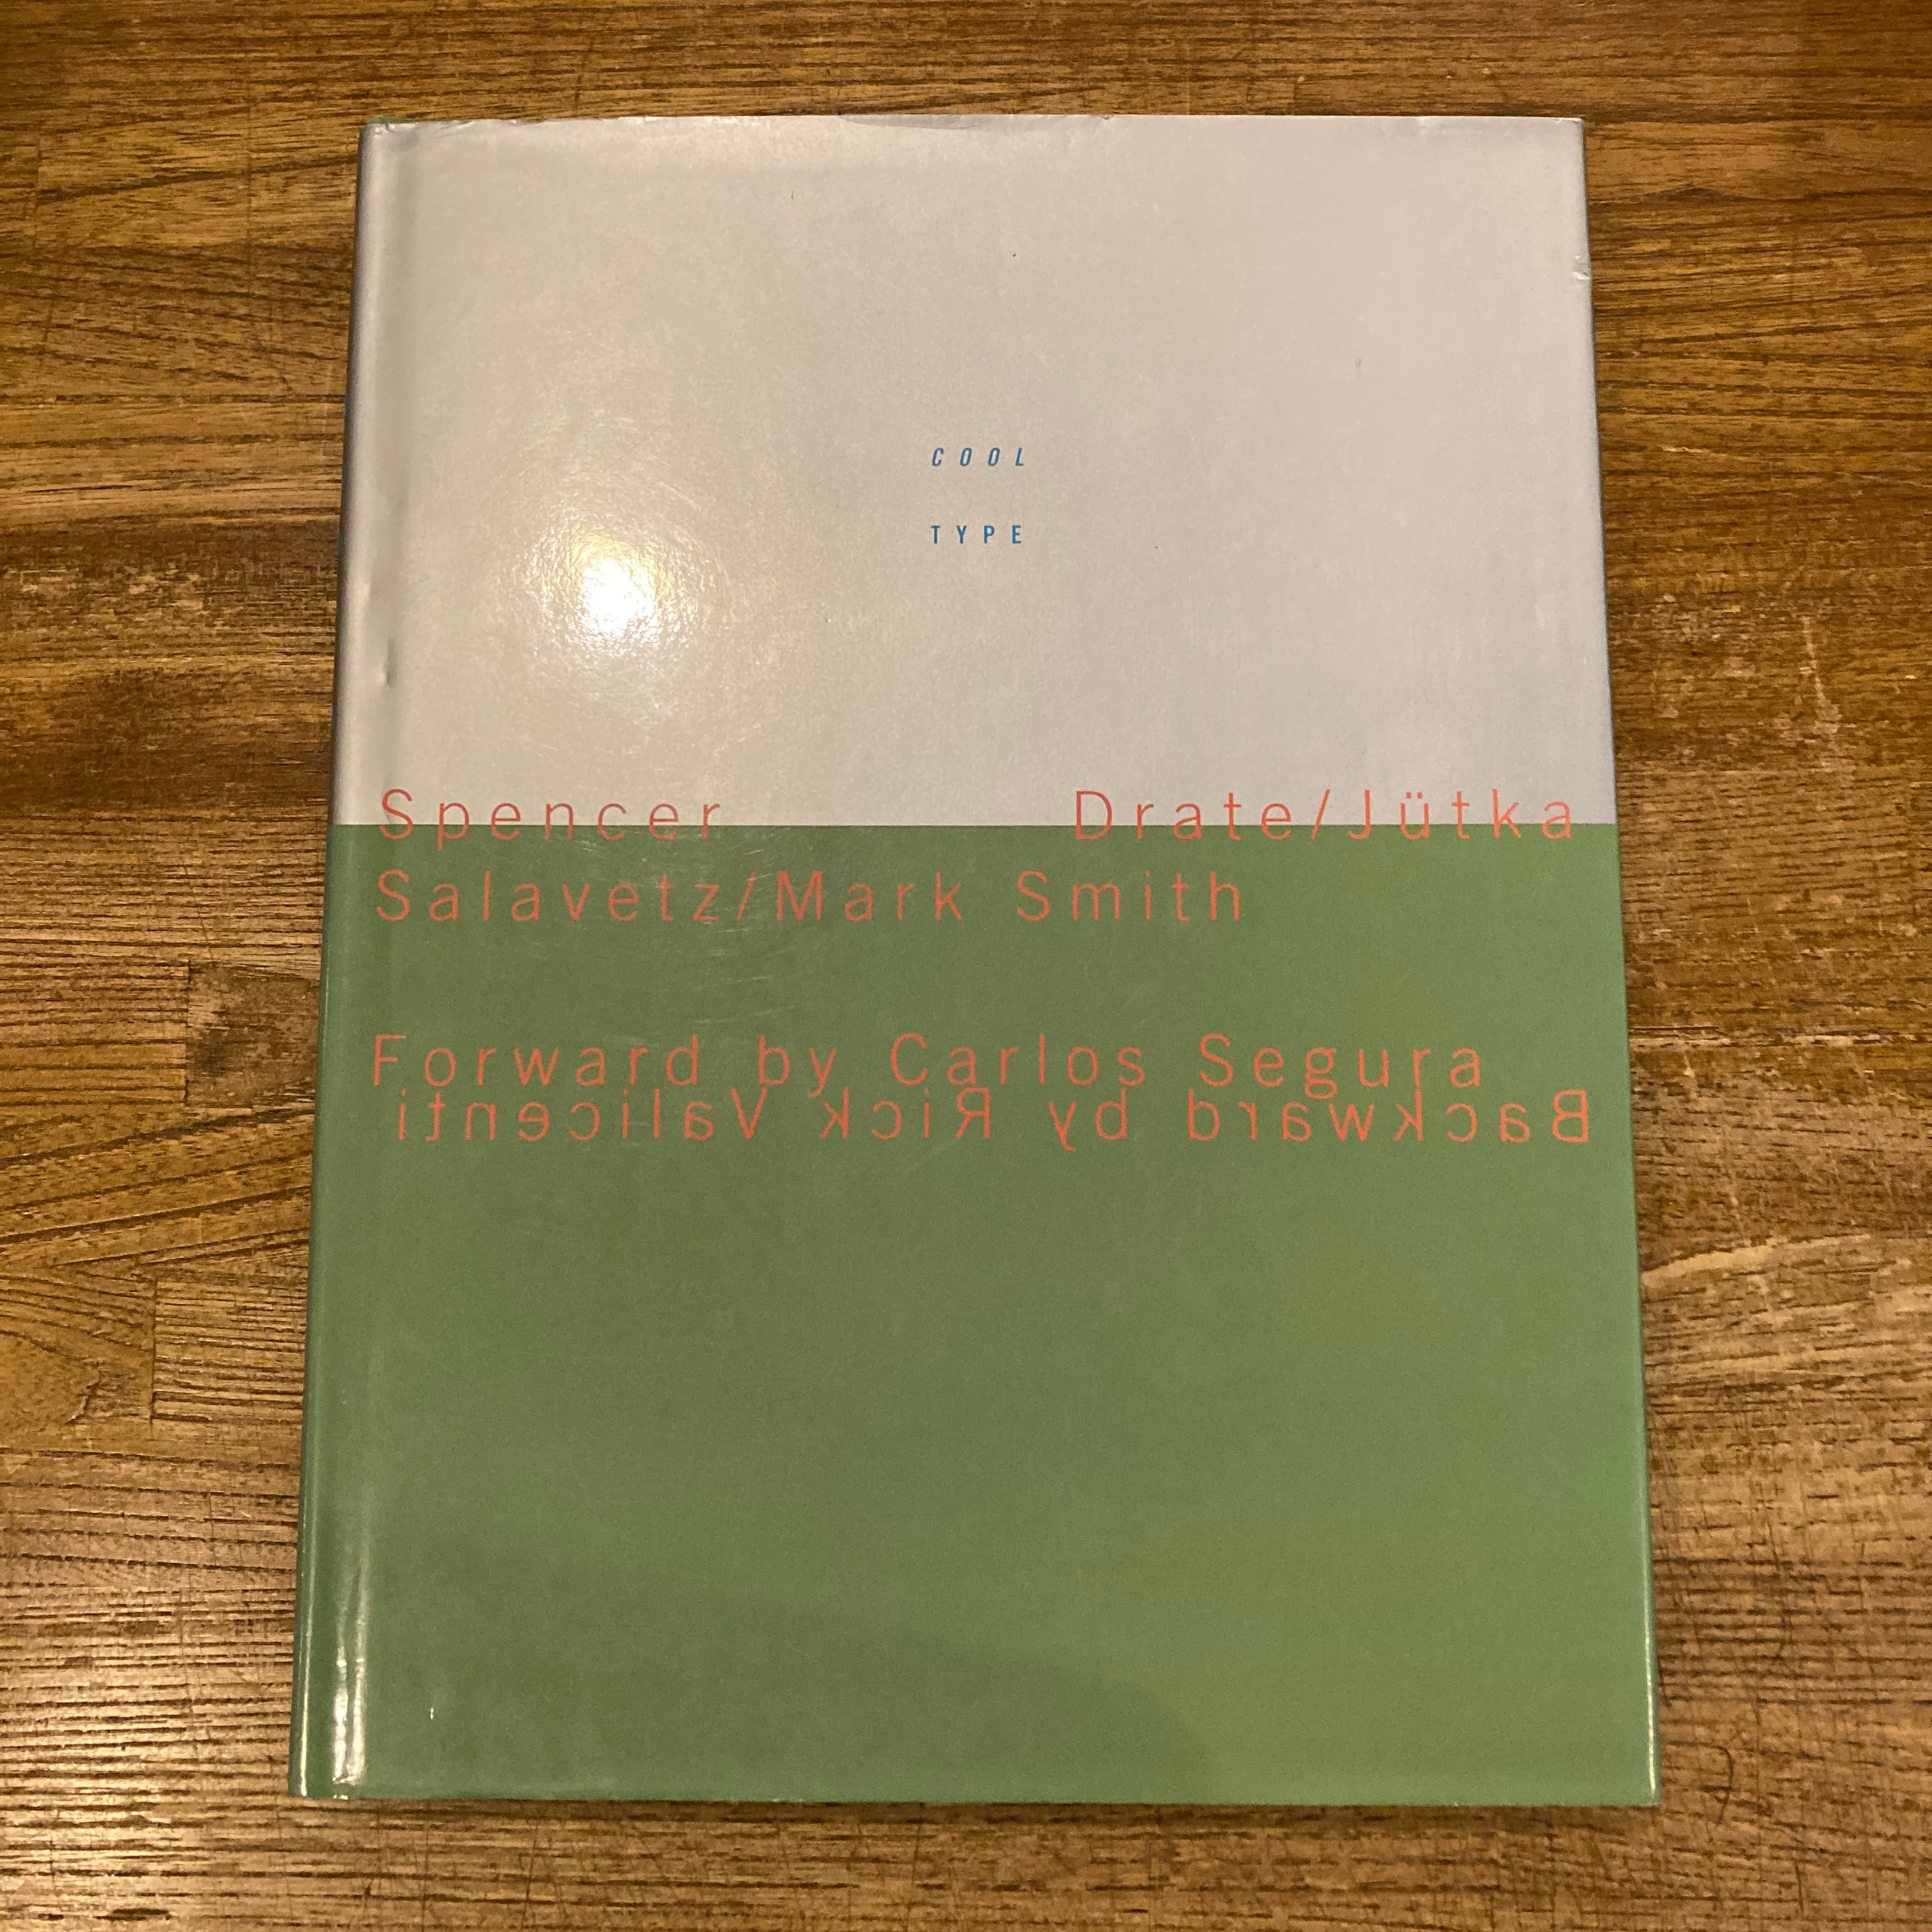 COOL
TYPE
Spencer Drate/Jütka
Salavetz/Mark Smith
Forward by Carlos Segura
Backward by Rick Valicenti